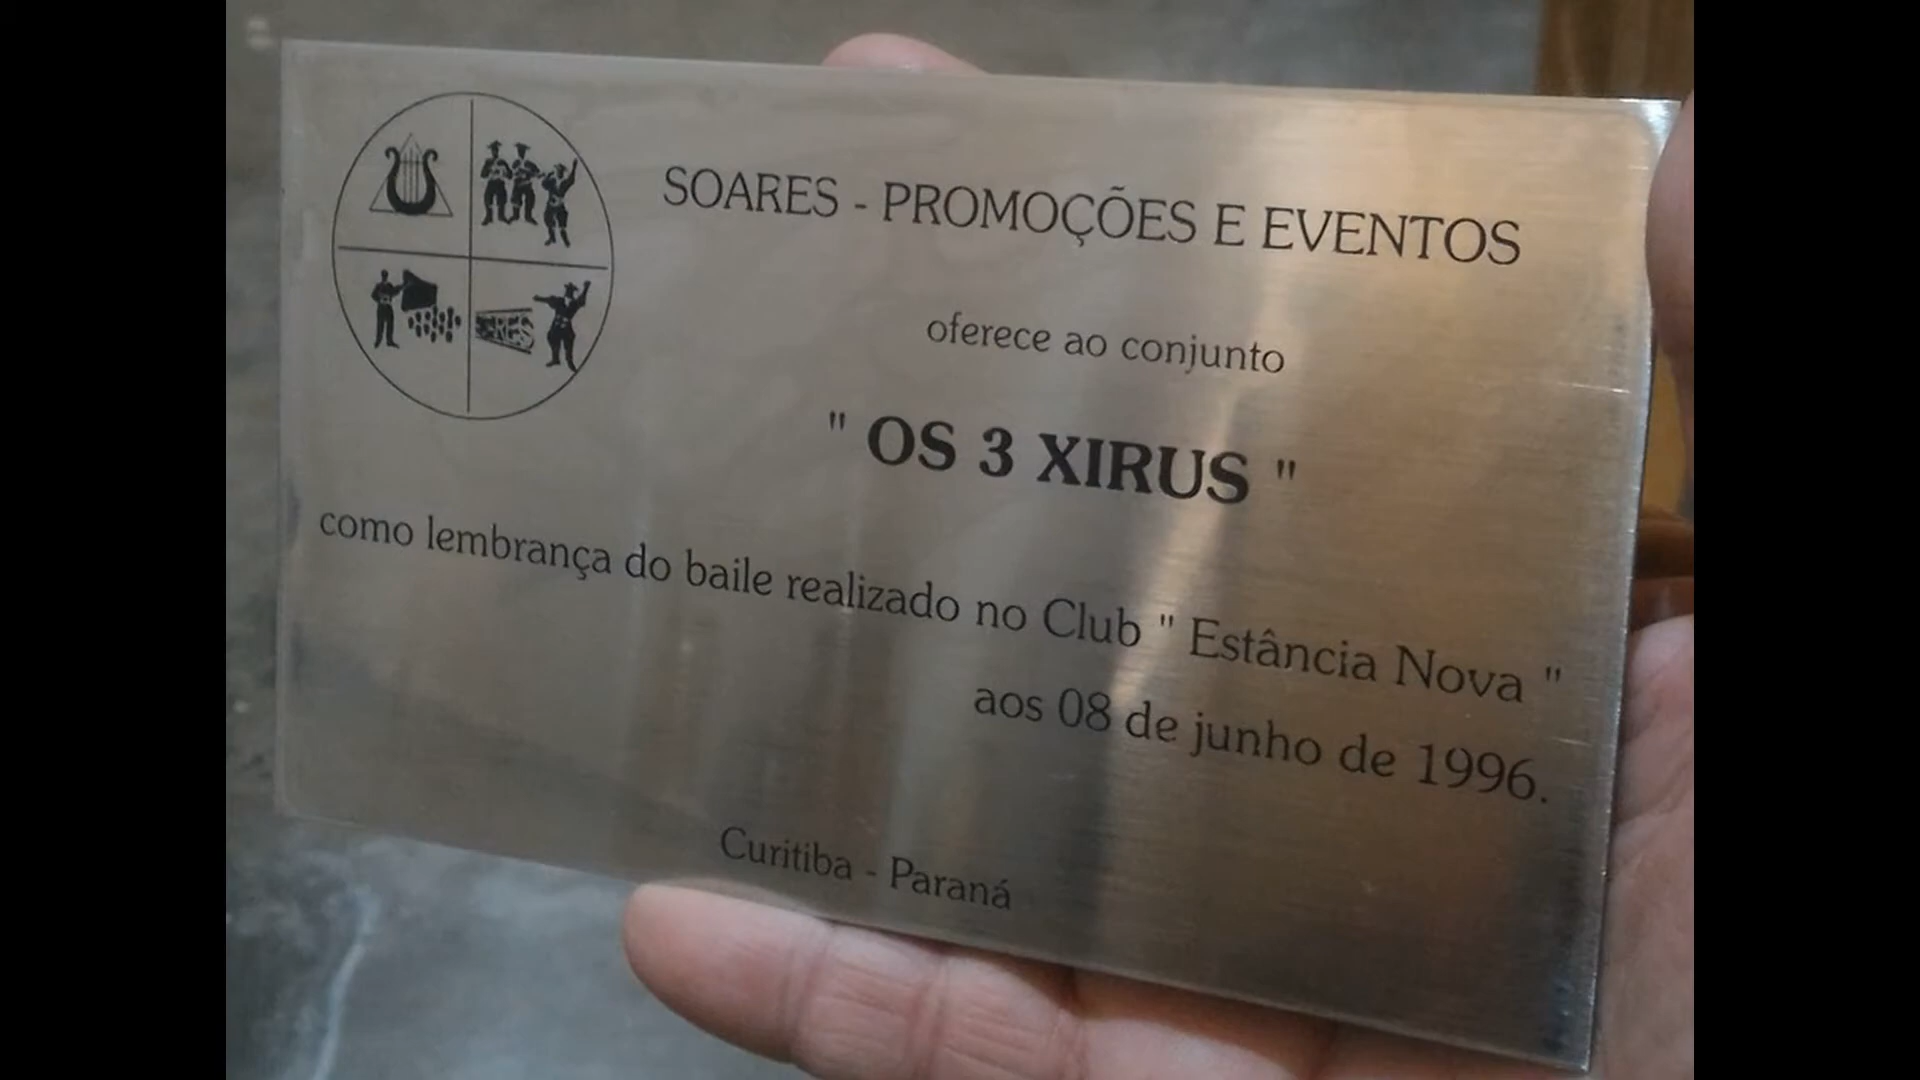 SOARES - PROMOÇÕES E EVENTOS
oferece ao conjunto
" OS 3 XIRUS "
como lembrança do baile realizado no Club " Estância Nova "
aos 08 de junho de 1996.
Curitiba - Paraná